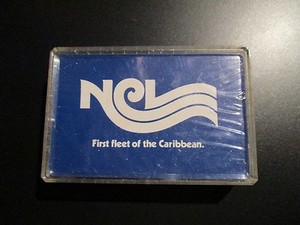 NCL
First fleet of the Caribbean.